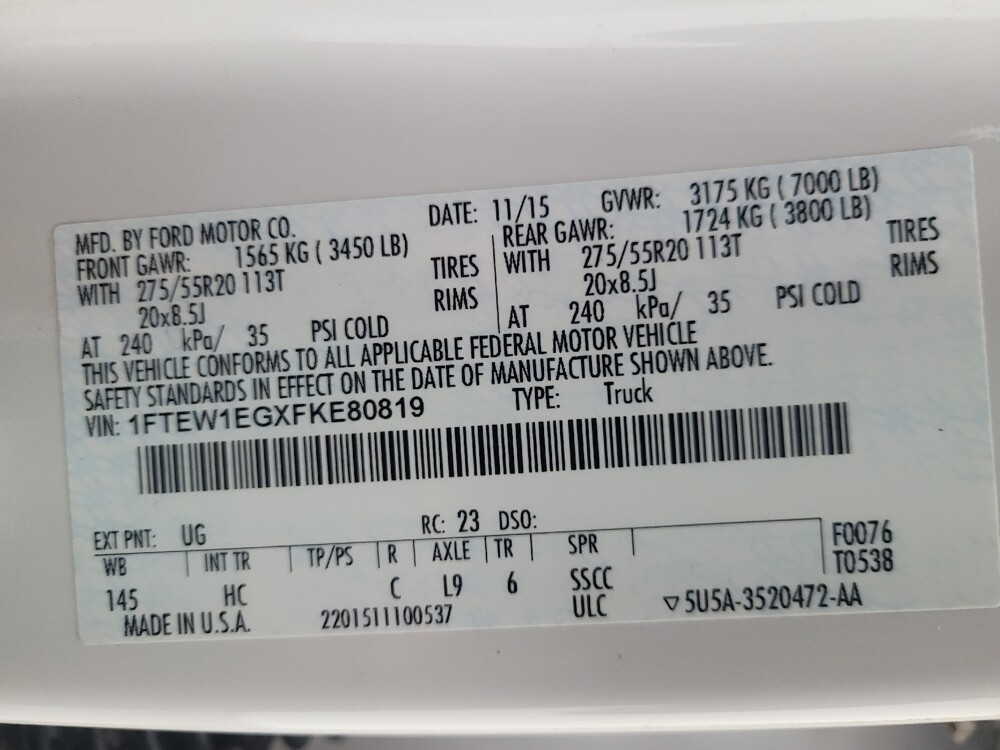 MFD. BY FORD MOTOR CO. DATE: 11/15 GVWR: 3175 KG ( 7000 LB)
FRONT GAWR: 1565 KG ( 3450 LB) REAR GAWR: 1724 KG ( 3800 LB)
WITH 275/55R20 113T TIRES WITH 275/55R20 113T TIRES
20x8.5J RIMS 20x8.5J RIMS
AT 240 kPa/ 35 PSI COLD AT 240 kPa/ 35 PSI COLD
THIS VEHICLE CONFORMS TO ALL APPLICABLE FEDERAL MOTOR VEHICLE
SAFETY STANDARDS IN EFFECT ON THE DATE OF MANUFACTURE SHOWN ABOVE.
VIN: 1FTEW1EGXFKE80819 TYPE: Truck
EXT PNT: UG RC: 23 DSO: F0076
WB INT TR TP/PS R AXLE TR SPR T0538
145 HC C L9 6 SSCC
MADE IN U.S.A. 2201511100537 ULC ▽5U5A-3520472-AA